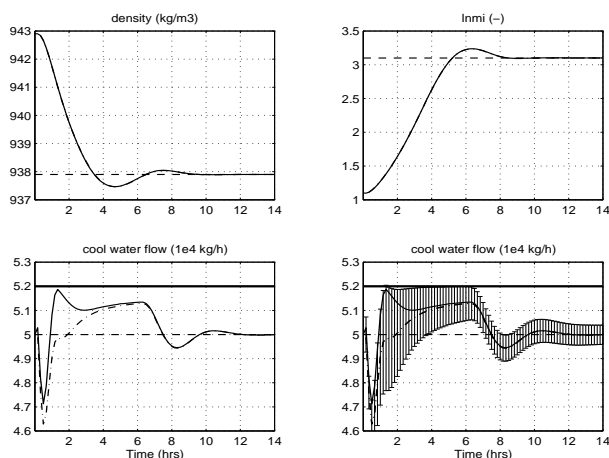 density (kg/m3)
943
942
941
940
939
938
937
2 4 6 8 10 12 14
lnmi (−)
3.5
3
2.5
2
1.5
1
2 4 6 8 10 12 14
cool water flow (1e4 kg/h)
5.3
5.2
5.1
5
4.9
4.8
4.7
4.6
0 2 4 6 8 10 12 14
Time (hrs)
cool water flow (1e4 kg/h)
5.3
5.2
5.1
5
4.9
4.8
4.7
4.6
0 2 4 6 8 10 12 14
Time (hrs)